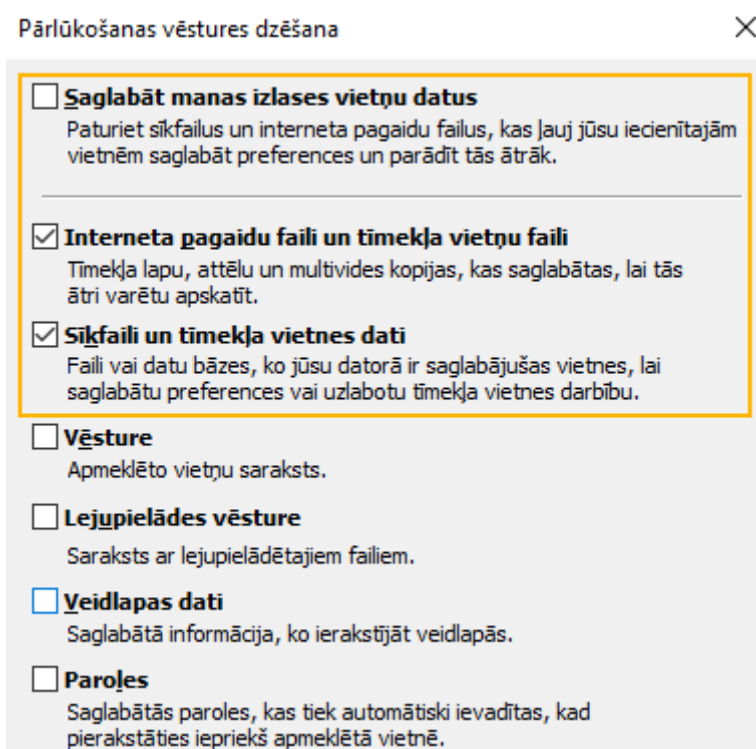 Pārlūkošanas vēstures dzēšana
Saglabāt manas izlases vietņu datus
Paturiet sīkfailus un interneta pagaidu failus, kas ļauj jūsu iecienītajām
vietnēm saglabāt preferences un parādīt tās ātrāk.
Interneta pagaidu faili un tīmekļa vietņu faili
Tīmekļa lapu, attēlu un multivides kopijas, kas saglabātas, lai tās
ātri varētu apskatīt.
Sīkfaili un tīmekļa vietnes dati
Faili vai datu bāzes, ko jūsu datorā ir saglabājušas vietnes, lai
saglabātu preferences vai uzlabotu tīmekļa vietnes darbību.
Vēsture
Apmeklēto vietņu saraksts.
Lejupielādes vēsture
Saraksts ar lejupielādētajiem failiem.
Veidlapas dati
Saglabātā informācija, ko ierakstījāt veidlapās.
Paroļes
Saglabātās paroles, kas tiek automātiski ievadītas, kad
pierakstāties iepriekš apmeklētā vietnē.